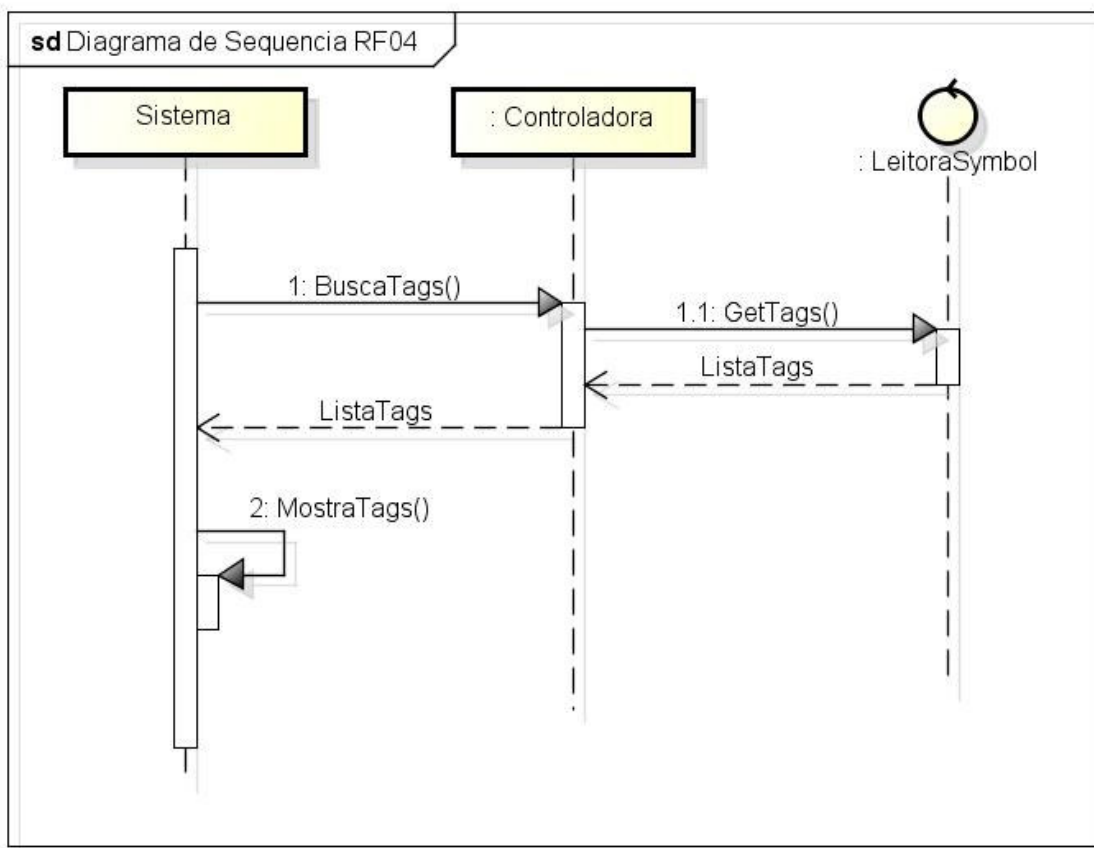 sd Diagrama de Sequencia RF04
Sistema
: Controladora
: LeitoraSymbol
1: BuscaTags()
1.1: GetTags()
ListaTags
ListaTags
2: MostraTags()